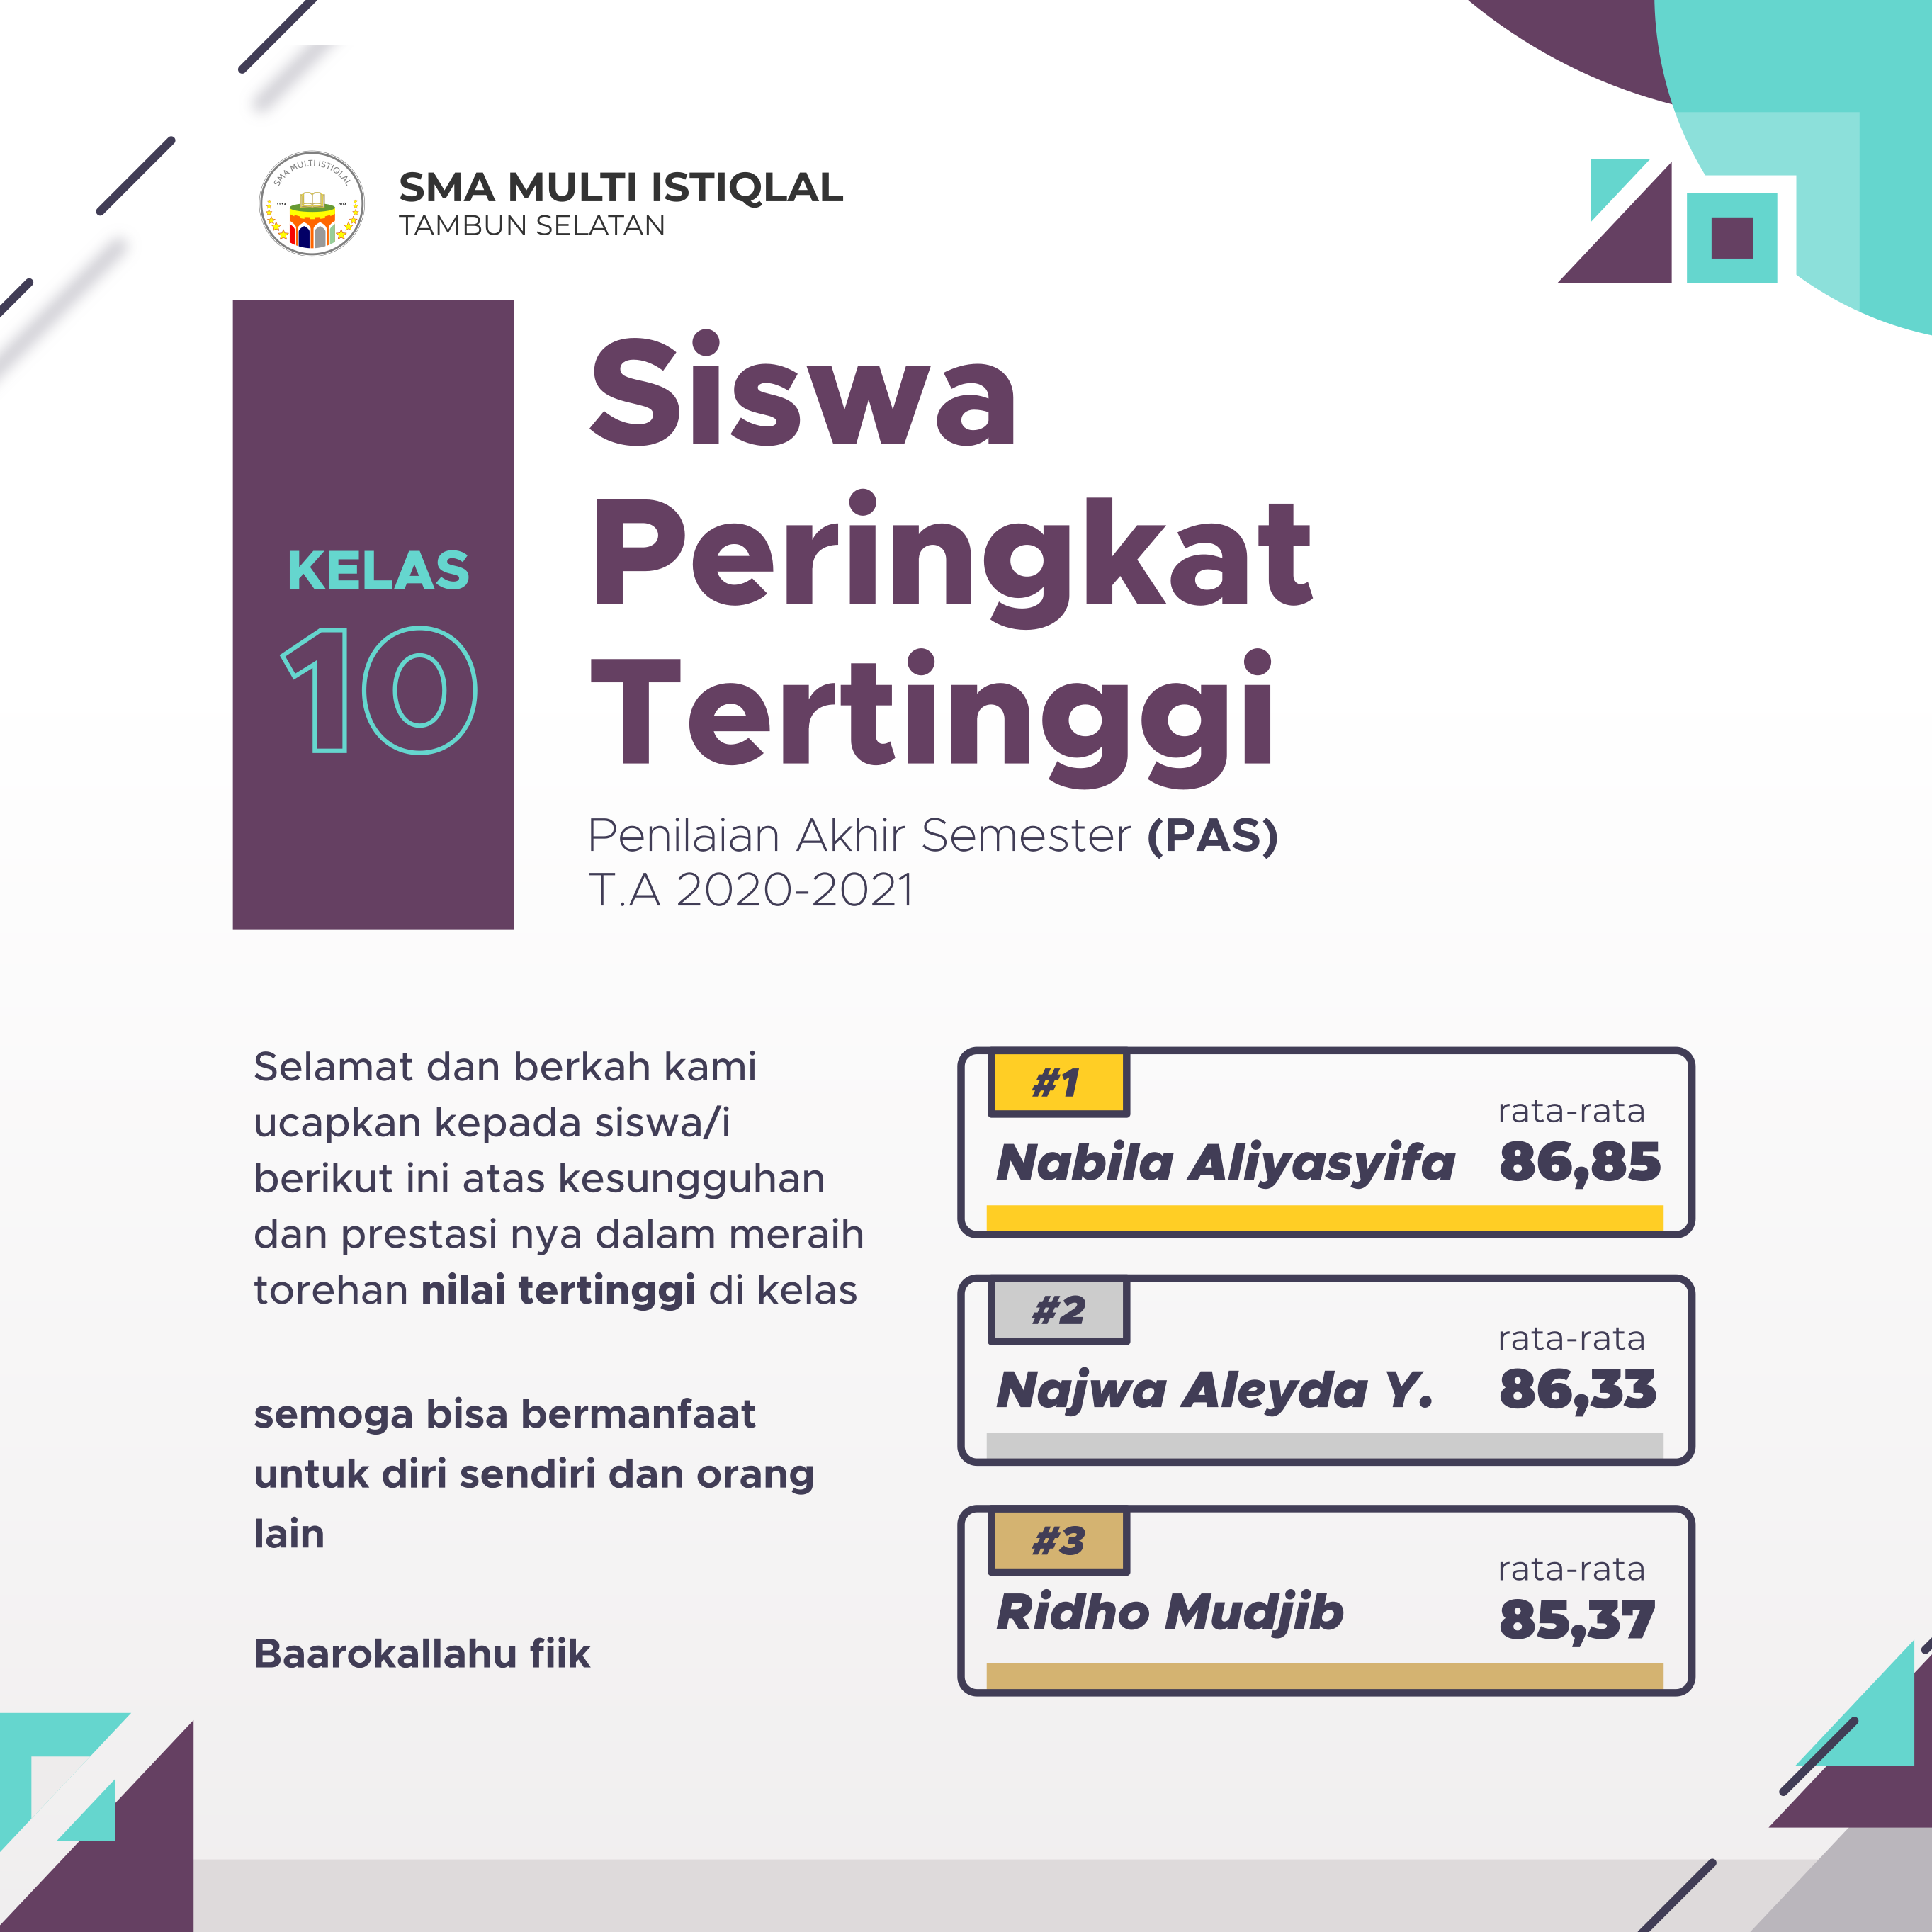 SMA MULTI ISTIQLAL
SMA MULTI ISTIQLAL
TAMBUN SELATAN
KELAS
10
Siswa
Peringkat
Tertinggi
Penilaian Akhir Semester (PAS)
T.A 2020-2021
Selamat dan berkah kami
ucapkan kepada siswa/i
berikut ini atas kesungguhan
dan prestasi nya dalam meraih
torehan nilai tertinggi di kelas
semoga bisa bermanfaat
untuk diri sendiri dan orang
lain
Baarokallahu fiik
#1
rata-rata
Nabila Aliyasyifa 86,85
#2
rata-rata
Najwa Aleyda Y. 86,33
#3
rata-rata
Ridho Mudjib 85,37